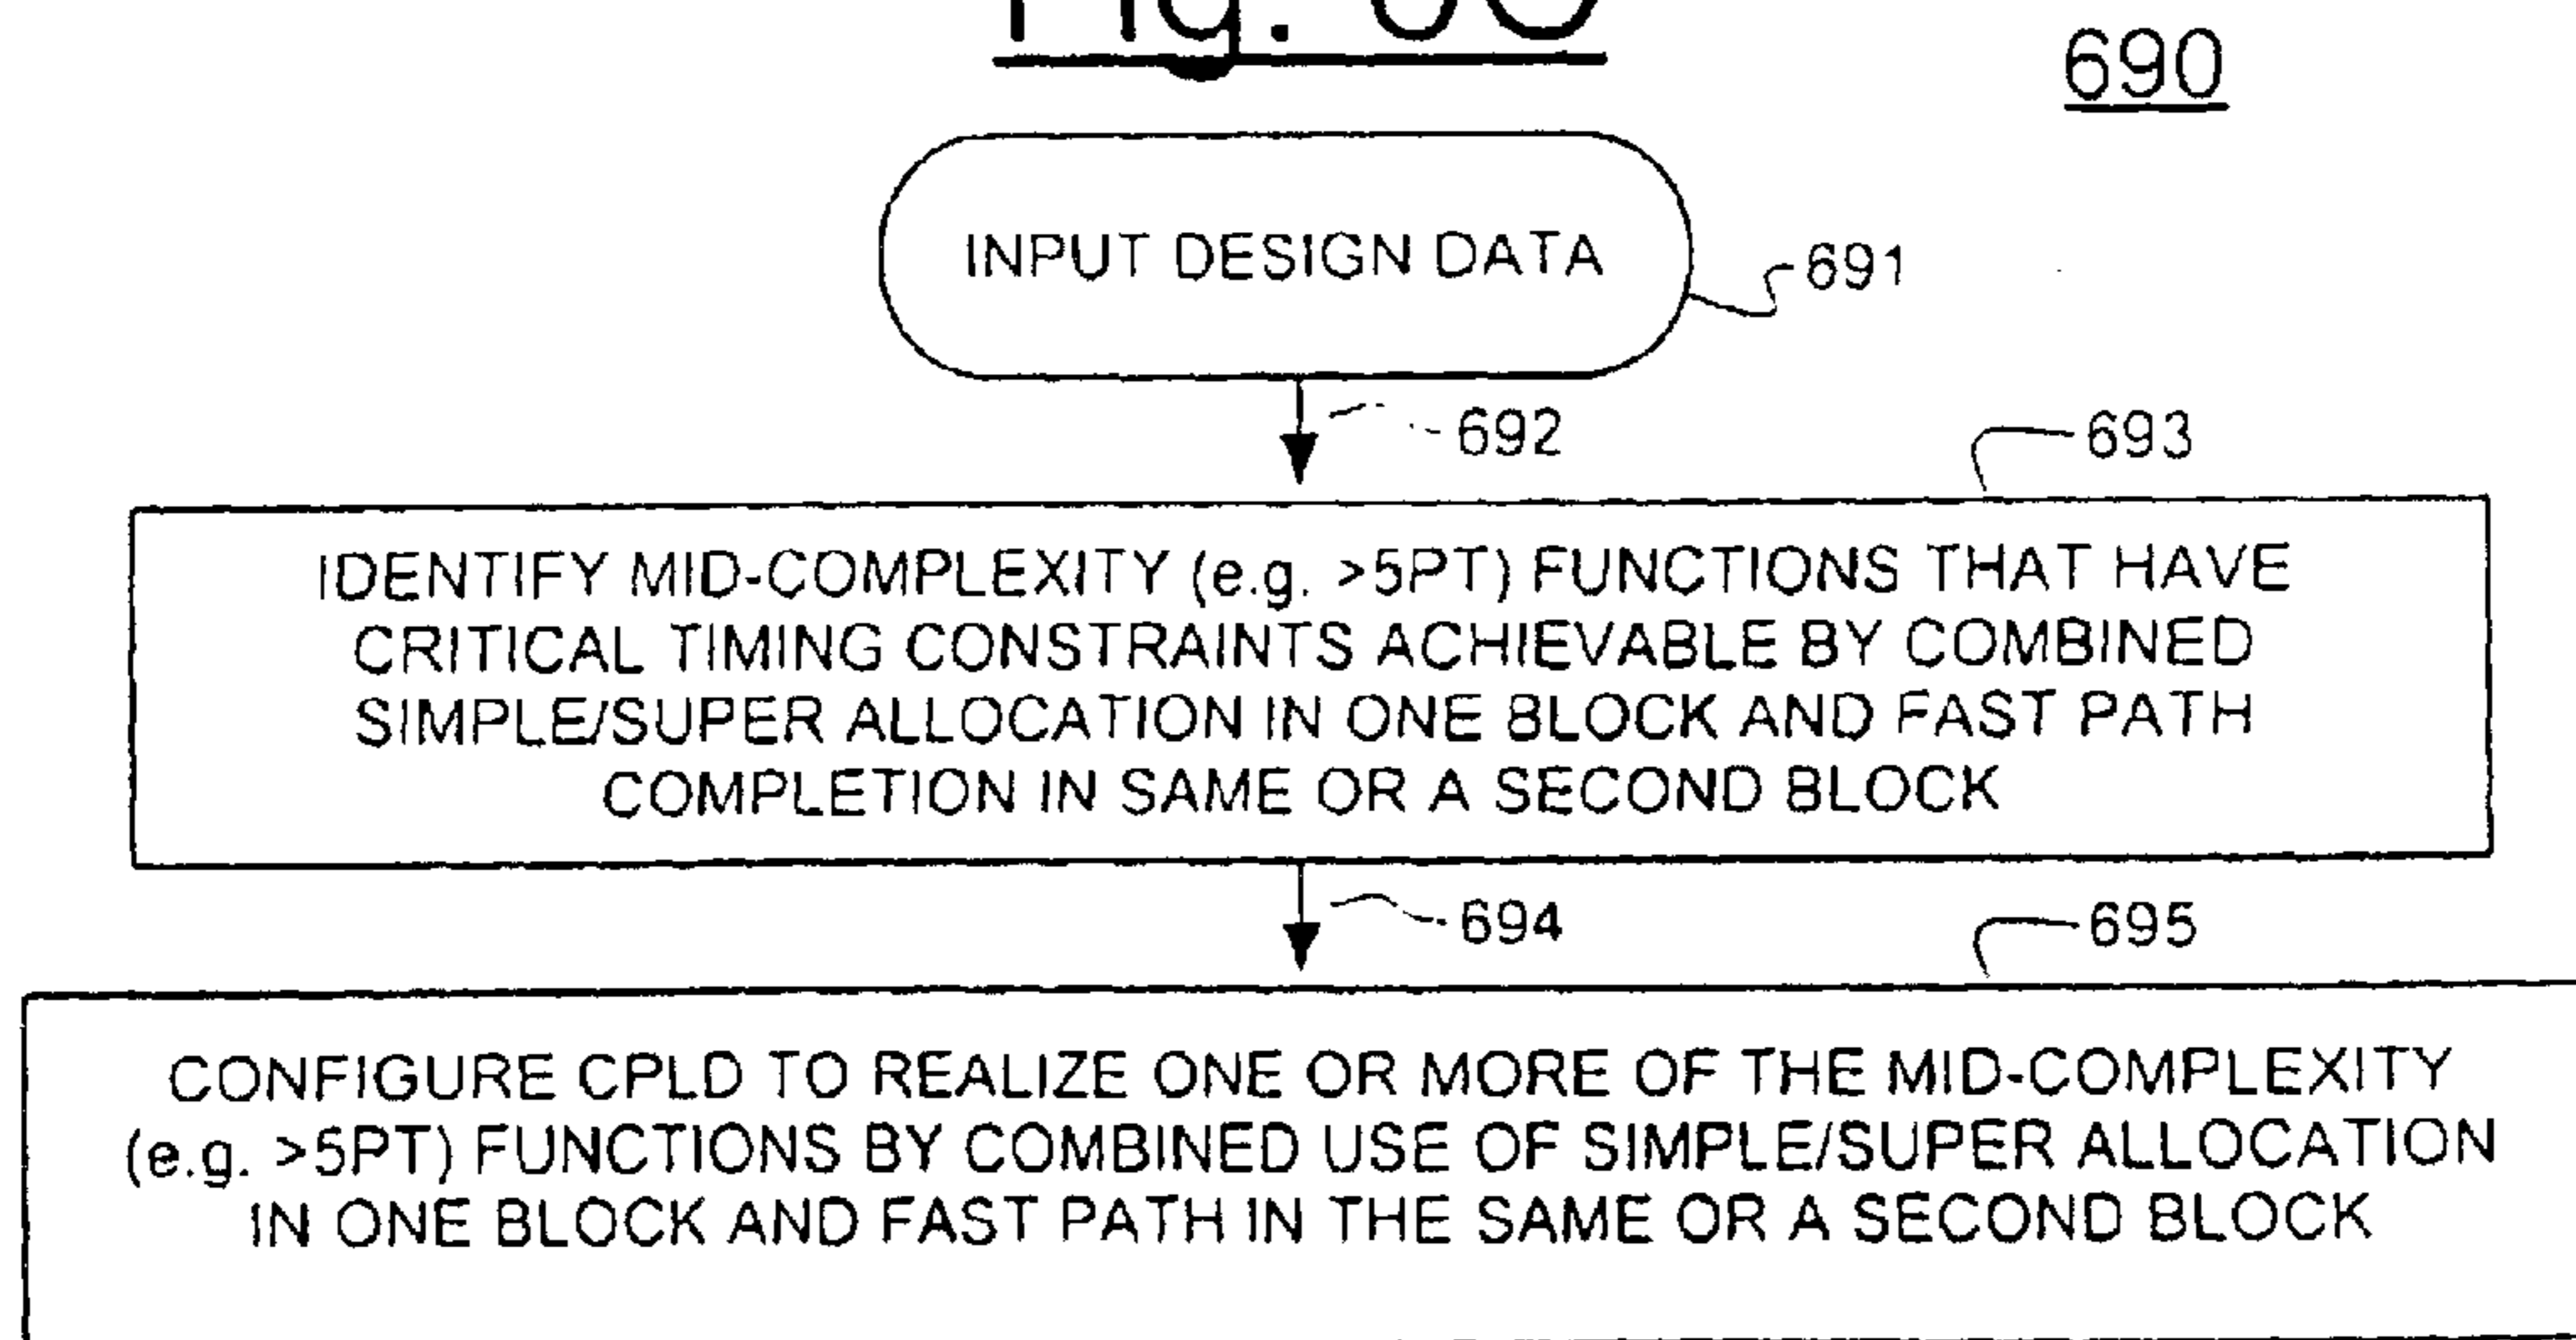 Fig.
690
INPUT DESIGN DATA
691
692
693
IDENTIFY MID-COMPLEXITY (e.g. >5PT) FUNCTIONS THAT HAVE
CRITICAL TIMING CONSTRAINTS ACHIEVABLE BY COMBINED
SIMPLE/SUPER ALLOCATION IN ONE BLOCK AND FAST PATH
COMPLETION IN SAME OR A SECOND BLOCK
694
695
CONFIGURE CPLD TO REALIZE ONE OR MORE OF THE MID-COMPLEXITY
(e.g. >5PT) FUNCTIONS BY COMBINED USE OF SIMPLE/SUPER ALLOCATION
IN ONE BLOCK AND FAST PATH IN THE SAME OR A SECOND BLOCK